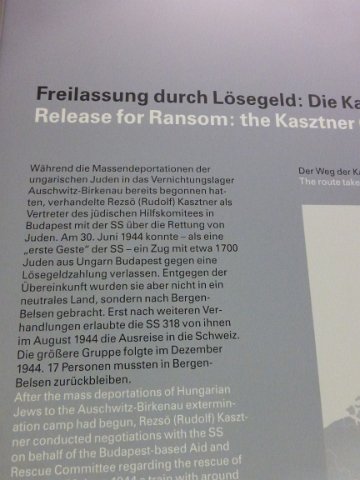 Freilassung durch Lösegeld: Die Ka
Release for Ransom: the Kasztner
Während die Massendeportationen der
ungarischen Juden in das Vernichtungslager
Auschwitz-Birkenau bereits begonnen hat-
ten, verhandelte Rezsö (Rudolf) Kasztner als
Vertreter des jüdischen Hilfskomitees in
Budapest mit der SS über die Rettung von
Juden. Am 30. Juni 1944 konnte – als eine
„erste Geste“ der SS – ein Zug mit etwa 1700
Juden aus Ungarn Budapest gegen eine
Lösegeldzahlung verlassen. Entgegen der
Übereinkunft wurden sie aber nicht in ein
neutrales Land, sondern nach Bergen-
Belsen gebracht. Erst nach weiteren Ver-
handlungen erlaubte die SS 318 von ihnen
im August 1944 die Ausreise in die Schweiz.
Die größere Gruppe folgte im Dezember
1944. 17 Personen mussten in Bergen-
Belsen zurückbleiben.
After the mass deportations of Hungarian
Jews to the Auschwitz-Birkenau extermin-
ation camp had begun, Rezsö (Rudolf) Kaszt-
ner conducted negotiations with the SS
on behalf of the Budapest-based Aid and
Rescue Committee regarding the rescue of
1944 a train with around
Der Weg der Ka
The route take